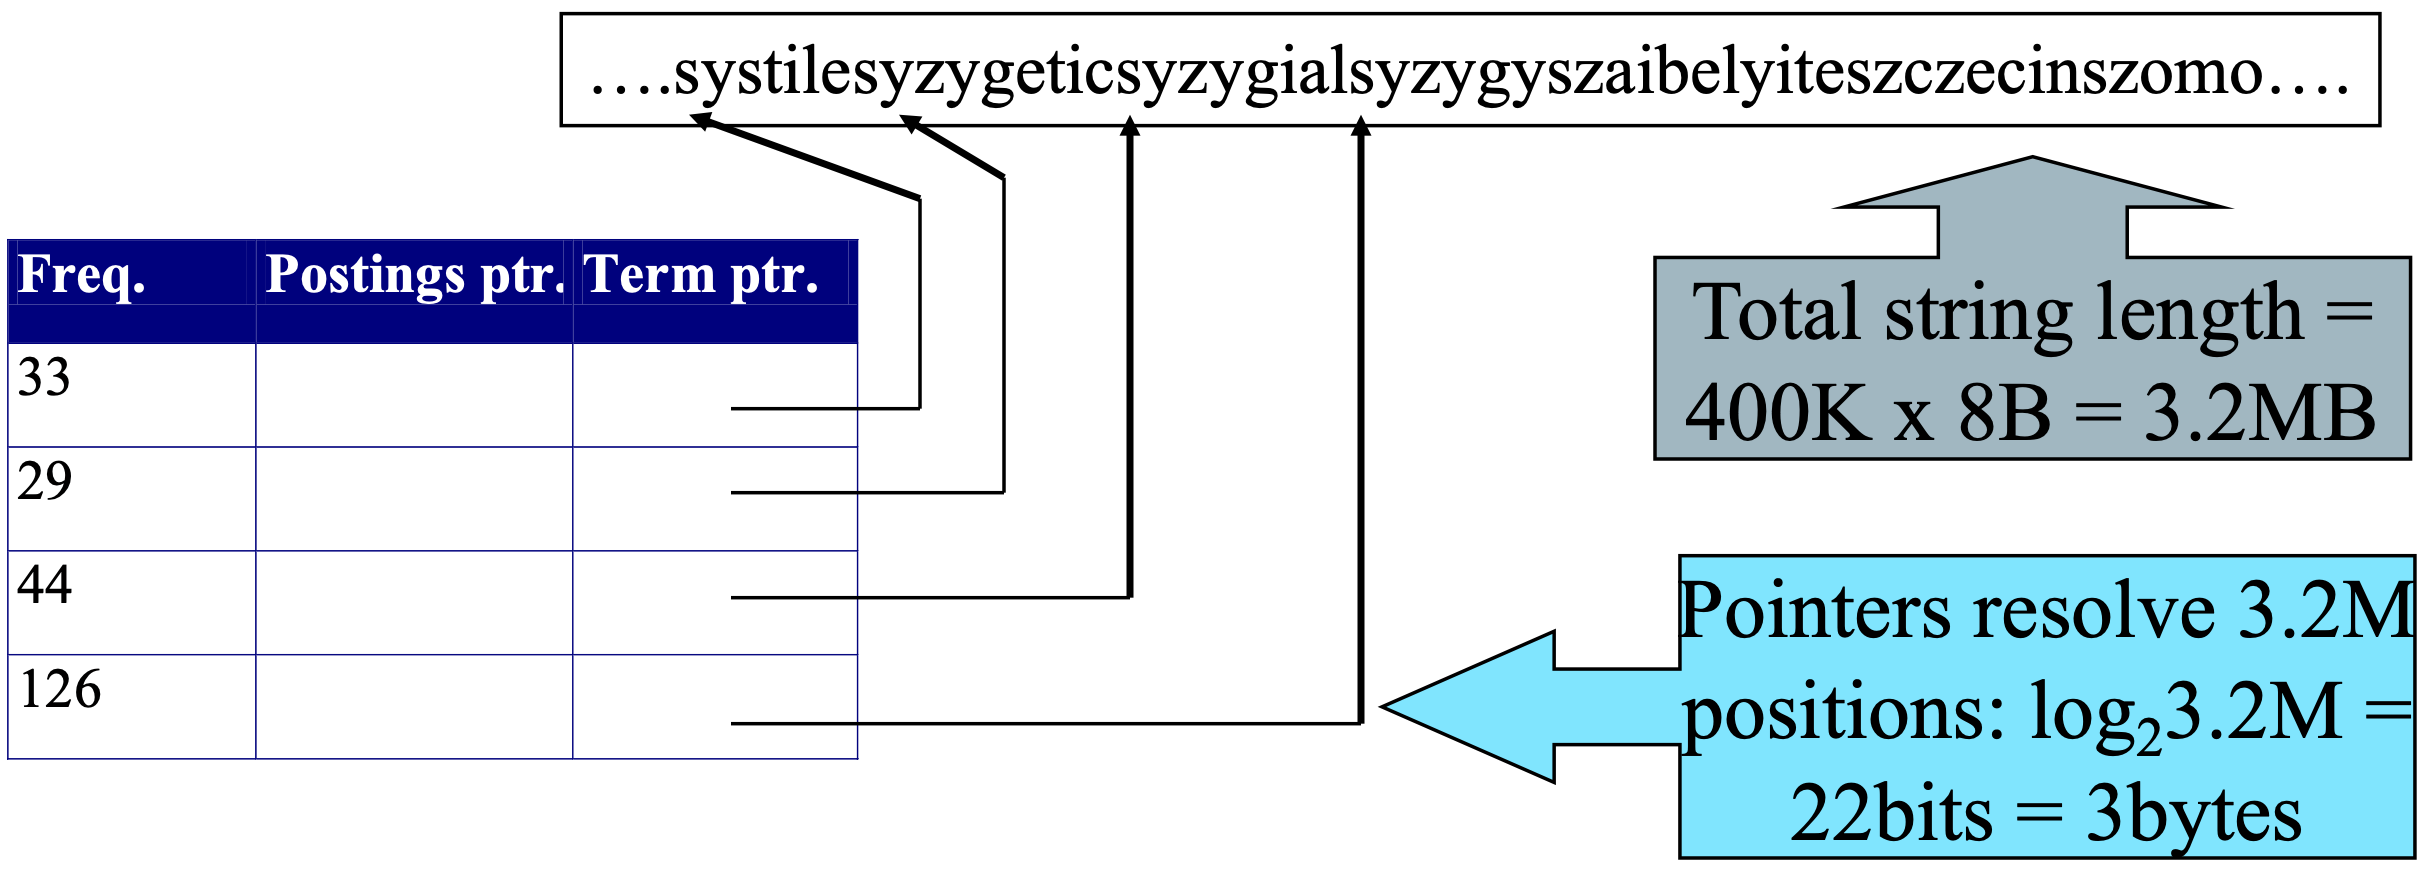 ….systilesyzygeticsyzygialsyzygyszaibelyiteszczecinszomo….
Freq. Postings ptr. Term ptr.
33
29
44
126
Total string length =
400K x 8B = 3.2MB
Pointers resolve 3.2M
positions: log₂3.2M =
22bits = 3bytes